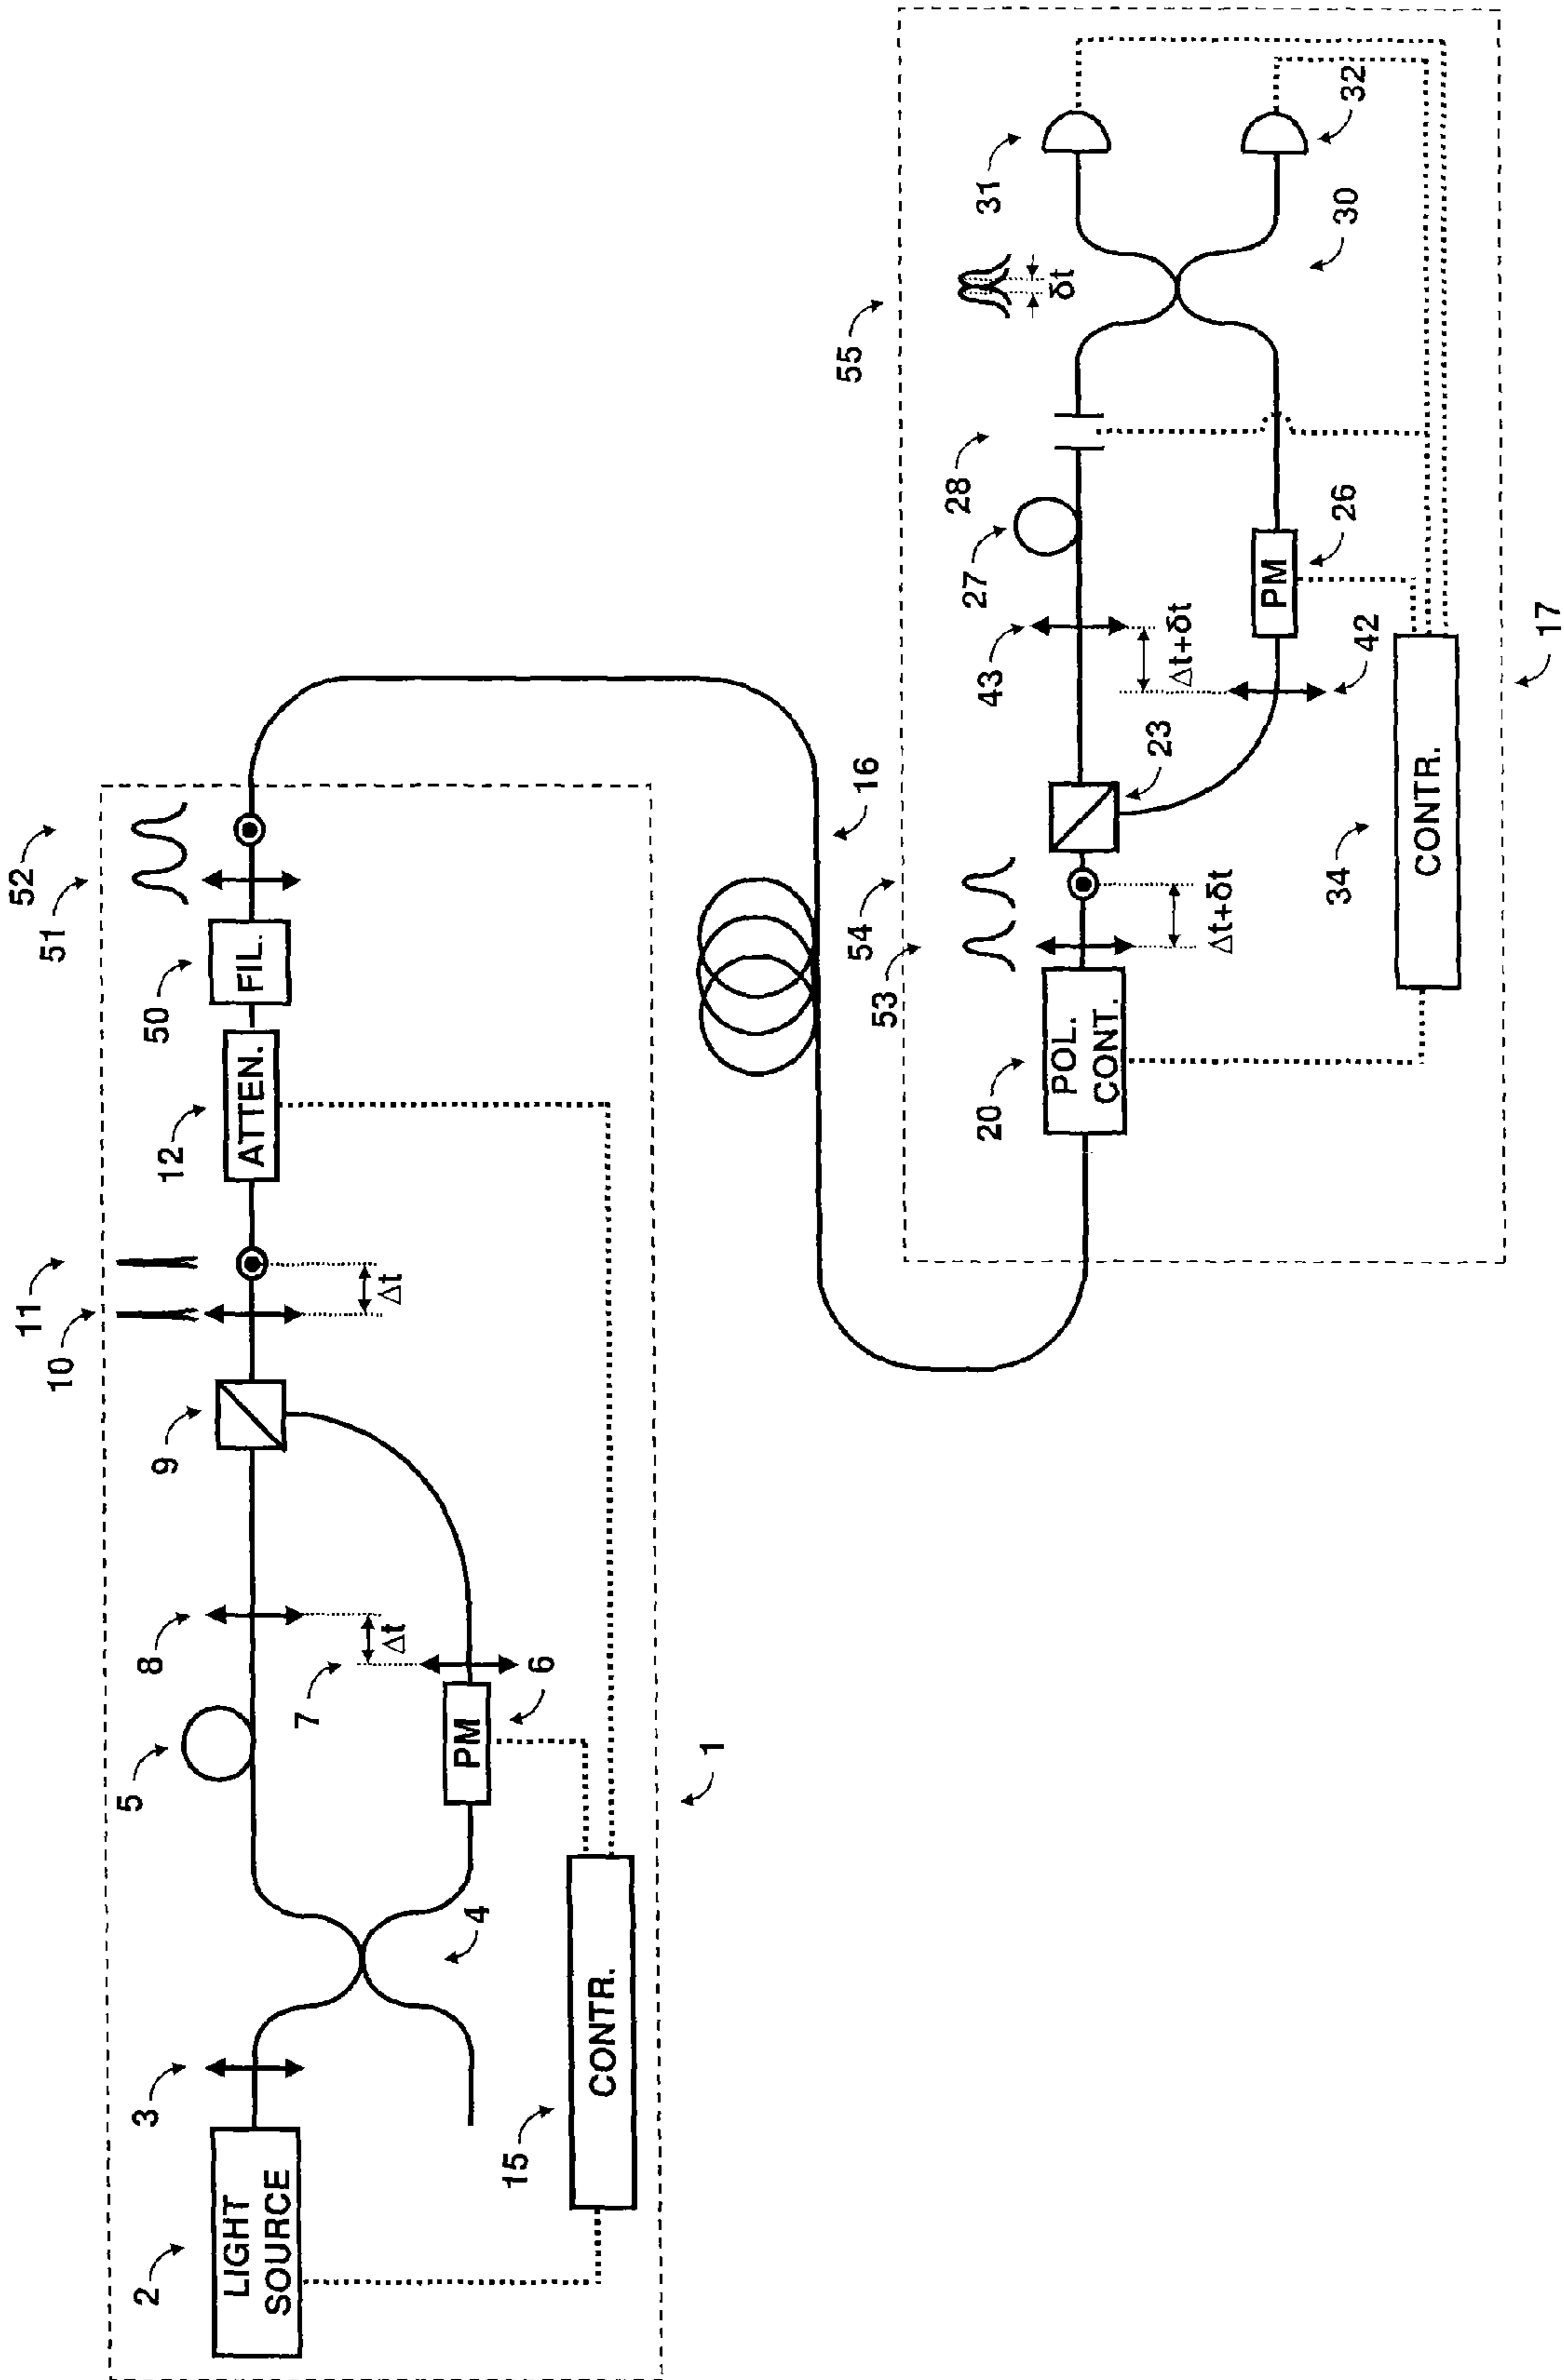 11
10
52
51
2
LIGHT
SOURCE
3
5
8
9
12
ATTEN.
50
FIL.
4
7
Δt
Δt
PM
6
15
CONTR.
1
16
55
53
54
20
POL.
CONT.
Δt+δt
23
43
27
28
31
δt
Δt+δt
PM
26
42
30
32
34
CONTR.
17